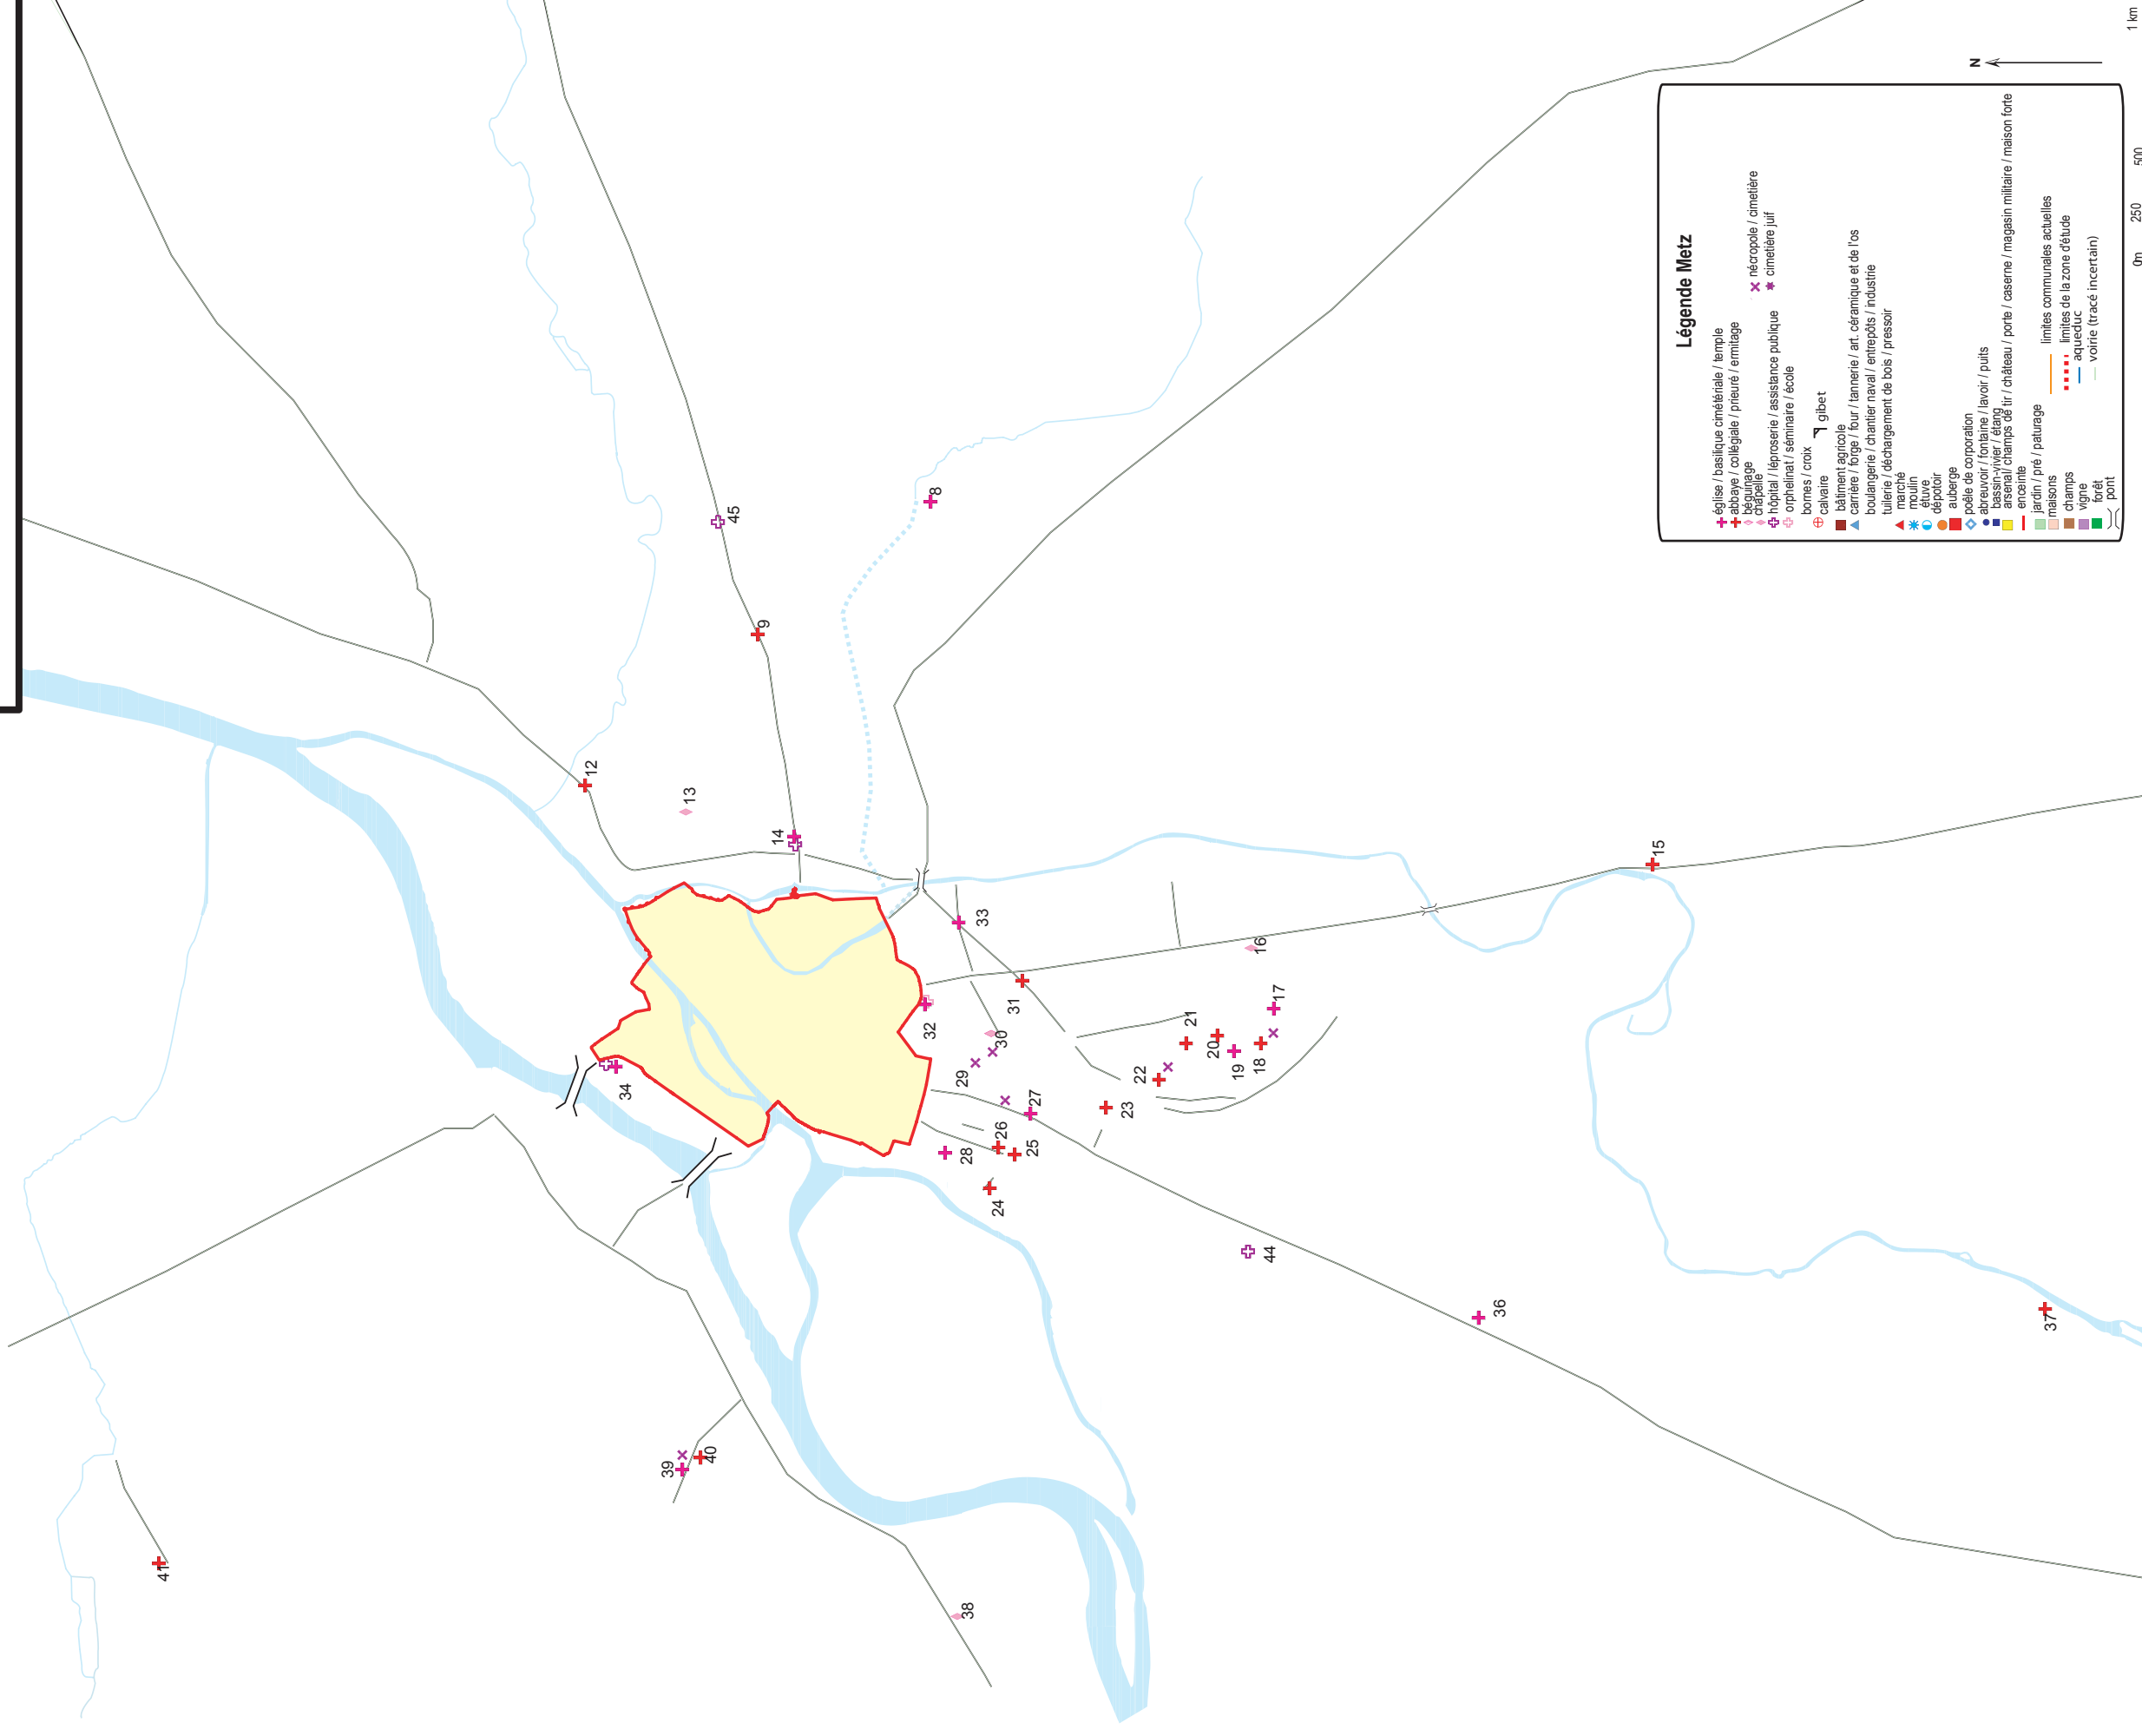 41
38
39
40
34
12
13
14
9
45
8
32
33
28
29
30
26
25
27
24
31
23
22
21
20
19
18
17
16
44
36
15
37
Légende Metz
église / basilique cimétériale / temple
abbaye / collégiale / prieuré / ermitage
béguinage
chapelle
hôpital / léproserie / assistance publique
orphelinat / séminaire / école
nécropole / cimetière
cimetière juif
bornes / croix
calvaire
gibet
bâtiment agricole
carrière / forge / four / tannerie / art. céramique et de l'os
boulangerie / chantier naval / entrepôts / industrie
tuilerie / déchargement de bois / pressoir
marché
moulin
étuve
dépotoir
auberge
poêle de corporation
abreuvoir / fontaine / lavoir / puits
bassin-vivier / étang
arsenal/ champs de tir / château / porte / caserne / magasin militaire / maison forte
enceinte
jardin / pré / paturage
maisons
champs
vigne
forêt
pont
limites communales actuelles
limites de la zone d'étude
aqueduc
voirie (tracé incertain)
N
0m 250 500 1 km